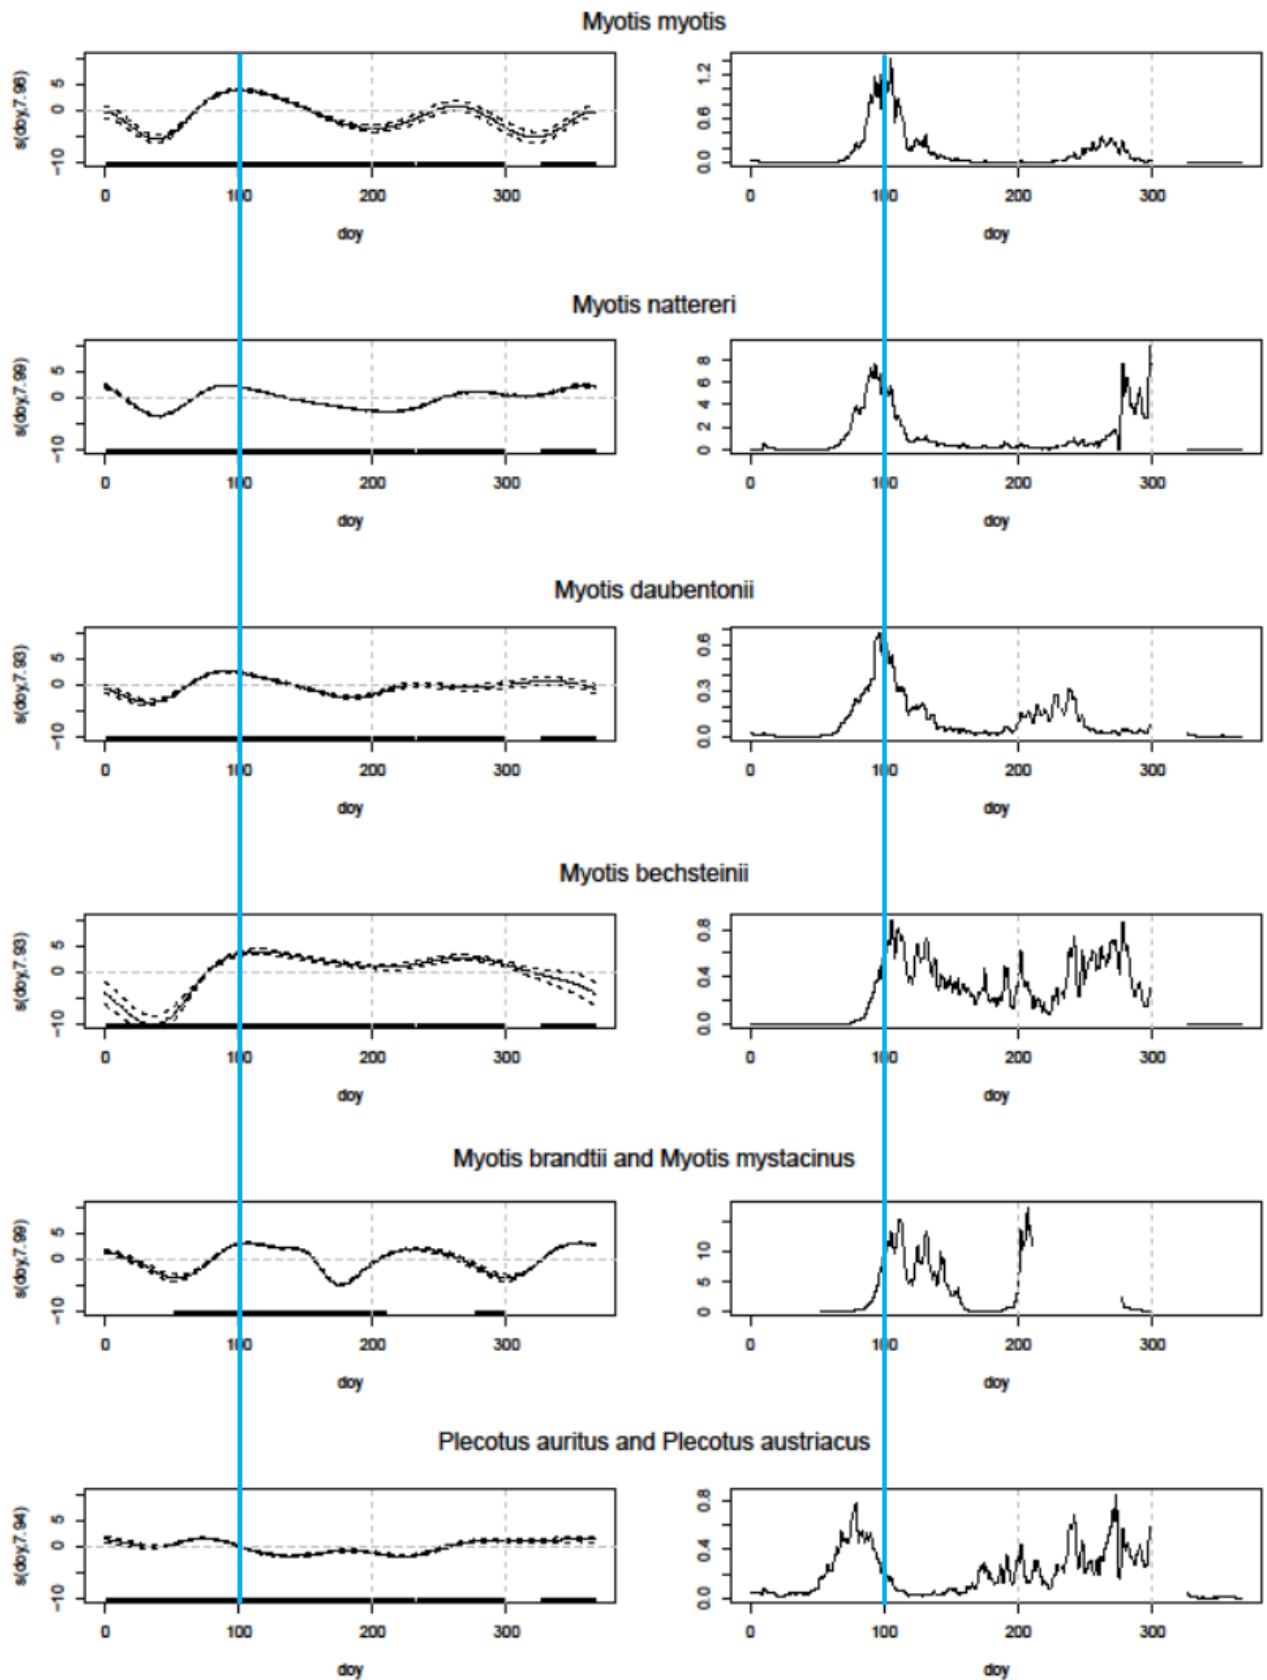 Myotis myotis
s(doy,7.96)
5
0
-10
0 100 200 300
doy
1.2
0.6
0.0
0 100 200 300
doy
Myotis nattereri
s(doy,7.99)
5
0
-10
0 100 200 300
doy
8
6
4
2
0
0 100 200 300
doy
Myotis daubentonii
s(doy,7.93)
5
0
-10
0 100 200 300
doy
0.6
0.3
0.0
0 100 200 300
doy
Myotis bechsteinii
s(doy,7.93)
5
0
-10
0 100 200 300
doy
0.8
0.4
0.0
0 100 200 300
doy
Myotis brandtii and Myotis mystacinus
s(doy,7.99)
5
0
-10
0 100 200 300
doy
10
5
0
0 100 200 300
doy
Plecotus auritus and Plecotus austriacus
s(doy,7.94)
5
0
-10
0 100 200 300
doy
0.8
0.4
0.0
0 100 200 300
doy